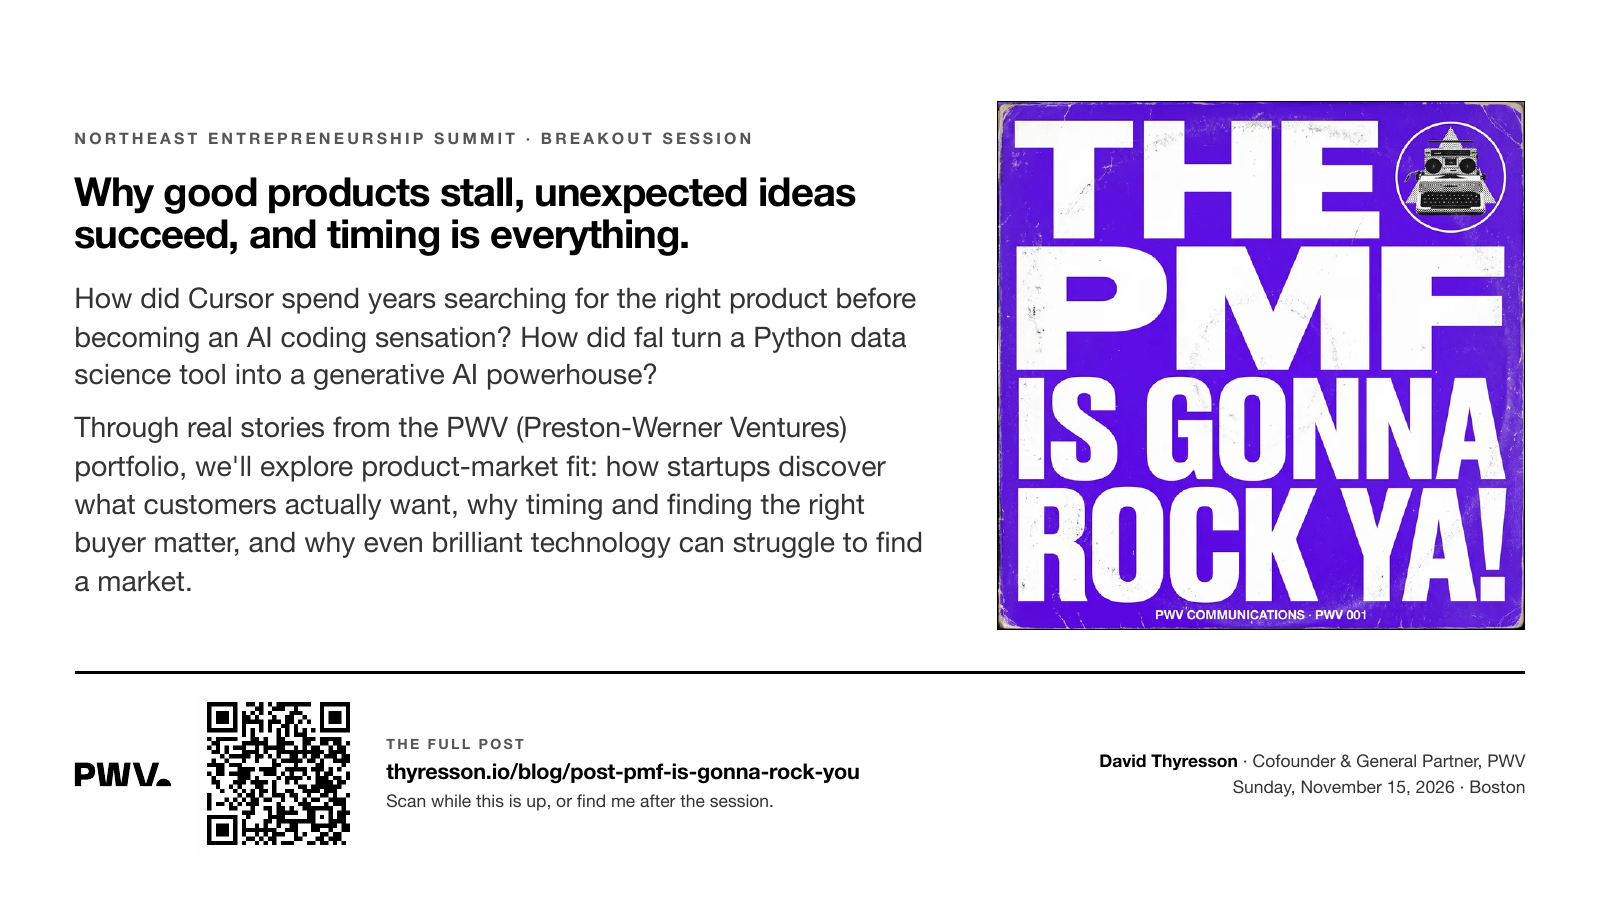 NORTHEAST ENTREPRENEURSHIP SUMMIT · BREAKOUT SESSION
Why good products stall, unexpected ideas
succeed, and timing is everything.
How did Cursor spend years searching for the right product before
becoming an AI coding sensation? How did fal turn a Python data
science tool into a generative AI powerhouse?
Through real stories from the PWV (Preston-Werner Ventures)
portfolio, we'll explore product-market fit: how startups discover
what customers actually want, why timing and finding the right
buyer matter, and why even brilliant technology can struggle to find
a market.
THE
PMF
IS GONNA
ROCK YA!
PWV COMMUNICATIONS · PWV 001
PWV.
THE FULL POST
thyresson.io/blog/post-pmf-is-gonna-rock-you
Scan while this is up, or find me after the session.
David Thyresson · Cofounder & General Partner, PWV
Sunday, November 15, 2026 · Boston